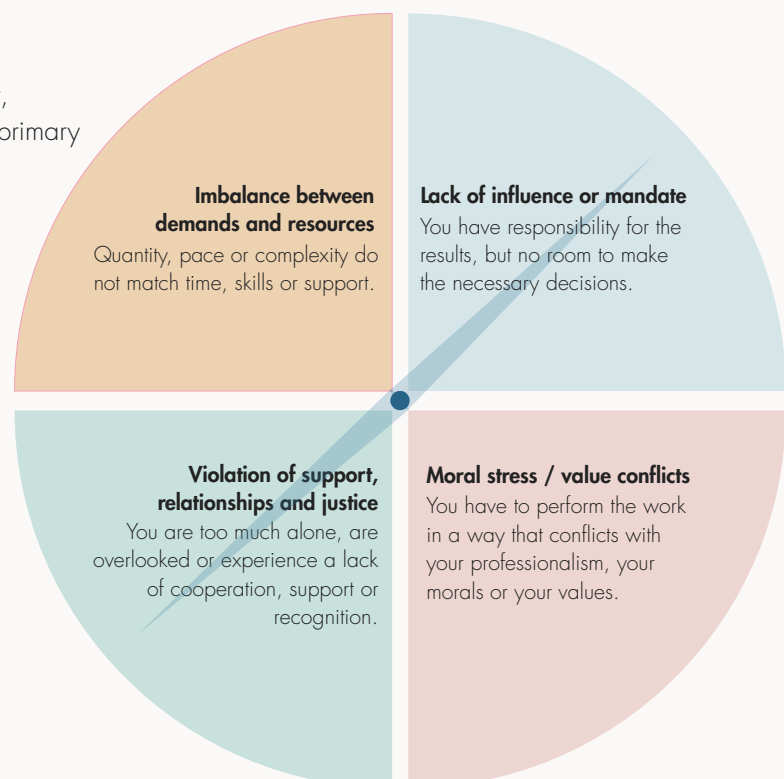 ,
primary
Imbalance between
demands and resources
Quantity, pace or complexity do
not match time, skills or support.
Lack of influence or mandate
You have responsibility for the
results, but no room to make
the necessary decisions.
Violation of support,
relationships and justice
You are too much alone, are
overlooked or experience a lack
of cooperation, support or
recognition.
Moral stress / value conflicts
You have to perform the work
in a way that conflicts with
your professionalism, your
morals or your values.